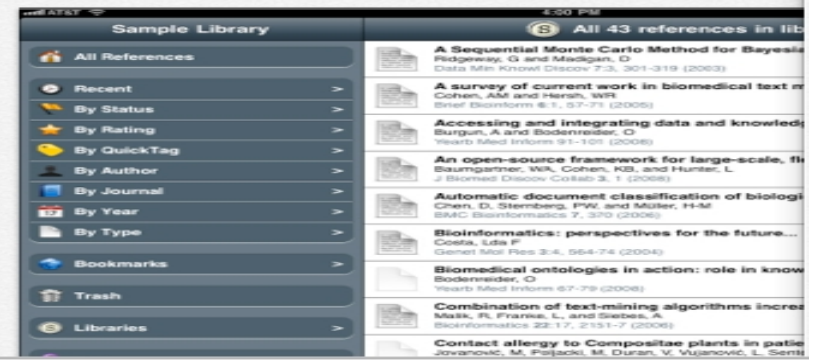 AT&T
4:00 PM
Sample Library
All References
Recent >
By Status >
By Rating >
By QuickTag >
By Author >
By Journal >
By Year >
By Type >
Bookmarks >
Trash
Libraries >
S All 43 references in lib
A Sequential Monte Carlo Method for Bayesia
Ridgeway, G and Madigan, D
Data Min Knowl Discov 7:3, 301-319 (2003)
A survey of current work in biomedical text m
Cohen, AM and Hersh, WR
Brief Bioinform 6:1, 57-71 (2005)
Accessing and integrating data and knowledg
Burgun, A and Bodenreider, O
Yearb Med Inform 91-101 (2008)
An open-source framework for large-scale, fl
Baumgartner, WA, Cohen, KB, and Hunter, L
J Biomed Discov Collab 3, 1 (2008)
Automatic document classification of biologi
Chen, D, Sternberg, PW, and Müller, H-M
BMC Bioinformatics 7, 370 (2006)
Bioinformatics: perspectives for the future...
Costa, Lda F
Genet Mol Res 3:4, 564-74 (2004)
Biomedical ontologies in action: role in know
Bodenreider, O
Yearb Med Inform 67-79 (2008)
Combination of text-mining algorithms increa
Malik, R, Franke, L, and Siebes, A
Bioinformatics 22:17, 2151-7 (2006)
Contact allergy to Compositae plants in patie
Jovanović, M, Poljacki, M, Duran, V, Vujanović, L, Senti